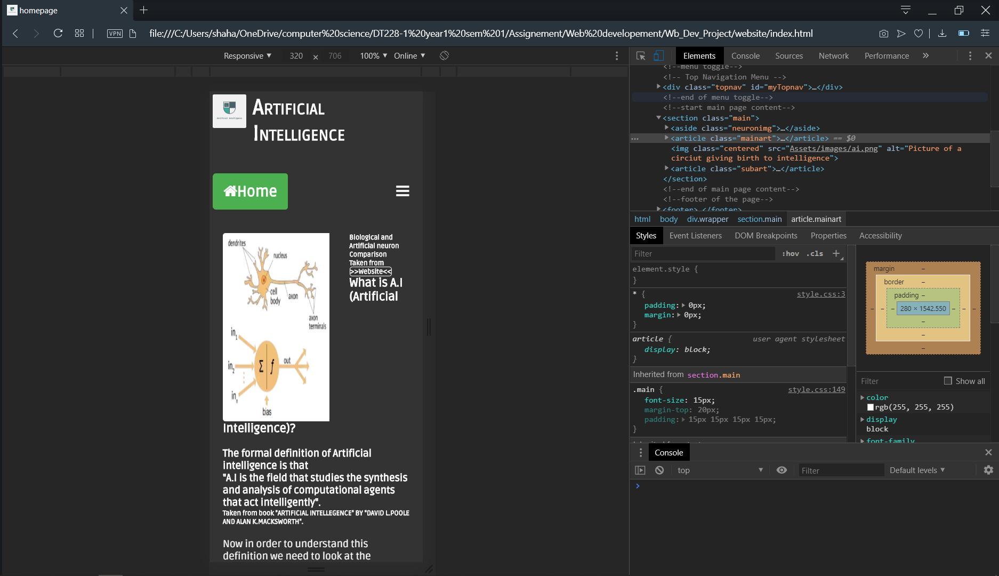 homepage
VPN
file:///C:/Users/shaha/OneDrive/computer%20science/DT228-1%20year1%20sem%201/Assignement/Web%20developement/Wb_Dev_Project/website/index.html
Responsive ▼ 320 × 706 100% ▼ Online ▼
Elements Console Sources Network Performance »
<!--menu toggle-->
<!-- Top Navigation Menu -->
<div class="topnav" id="myTopnav">…</div>
<!--end of menu toggle-->
<!--start main page content-->
<section class="main">
<aside class="neuronimg">…</aside>
<article class="mainart">…</article> == $0
<img class="centered" src="Assets/images/ai.png" alt="Picture of a
circiut giving birth to intelligence">
<article class="subart">…</article>
</section>
<!--end of main page content-->
<!--footer of the page-->
<footer>…</footer>
html body div.wrapper section.main article.mainart
Styles Event Listeners DOM Breakpoints Properties Accessibility
Filter :hov .cls +
element.style {
}
* { style.css:3
padding: 0px;
margin: 0px;
}
article { user agent stylesheet
display: block;
}
Inherited from section.main
.main { style.css:149
font-size: 15px;
margin-top: 20px;
padding: 15px 15px 15px 15px;
}
margin –
border –
padding –
– – – 280 × 1542.550 – – –
–
–
–
Filter Show all
color
rgb(255, 255, 255)
display
block
font-family
Console
top ▼ Filter Default levels ▼
Artificial
Intelligence
Artificial Intelligence
Home
dendrites
nucleus
cell
body
axon
axon
terminals
in1
in2
inn
Σ f
out
bias
Biological and
Artificial neuron
Comparison
Taken from
>>Website<<
What is A.I
(Artificial
Intelligence)?
The formal definition of Artificial
intelligence is that
"A.I is the field that studies the synthesis
and analysis of computational agents
that act intelligently".
Taken from book "ARTIFICIAL INTELLEGENCE" BY "DAVID L.POOLE
AND ALAN K.MACKSWORTH".
Now in order to understand this
definition we need to look at the